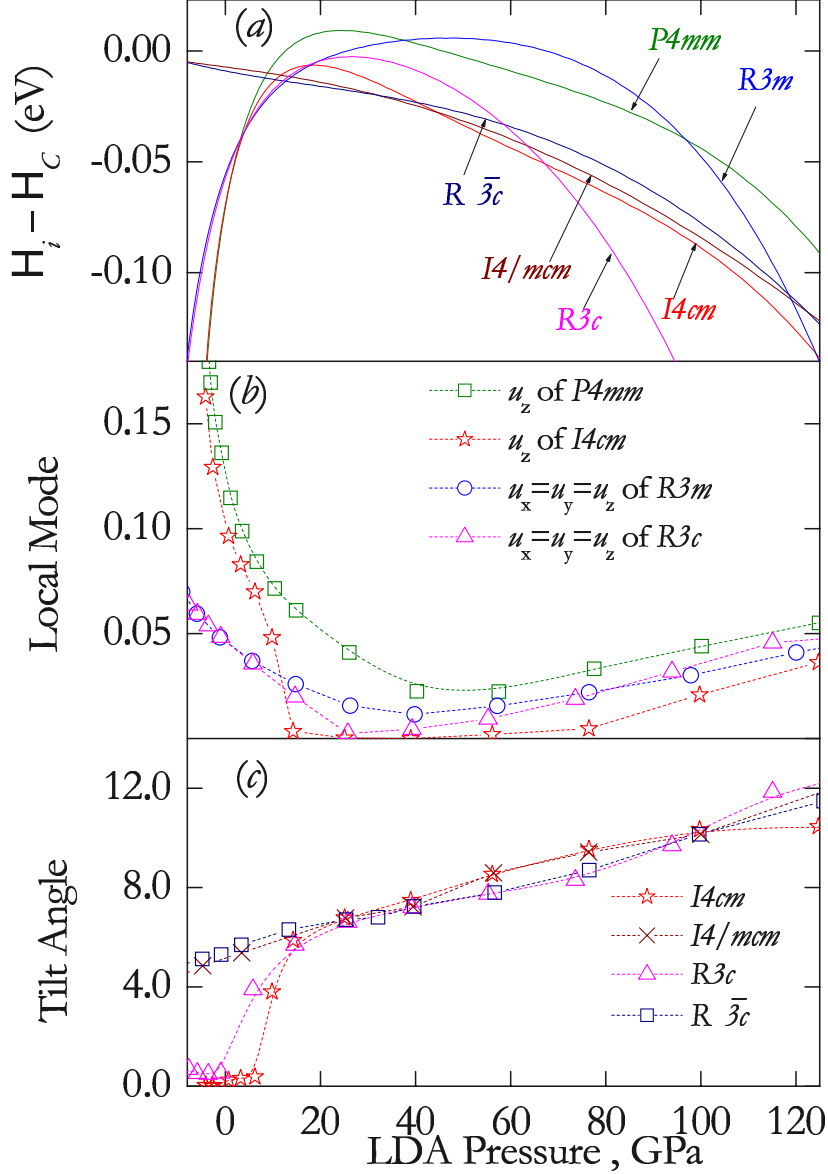 (a)
0.00
-0.05
-0.10
H_i – H_C (eV)
P4mm
R3m
R 3̅c
I4/mcm
R3c
I4cm
(b)
0.15
0.10
0.05
Local Mode
u_z of P4mm
u_z of I4cm
u_x=u_y=u_z of R3m
u_x=u_y=u_z of R3c
(c)
12.0
8.0
4.0
0.0
Tilt Angle
I4cm
I4/mcm
R3c
R 3̅c
0 20 40 60 80 100 120
LDA Pressure , GPa